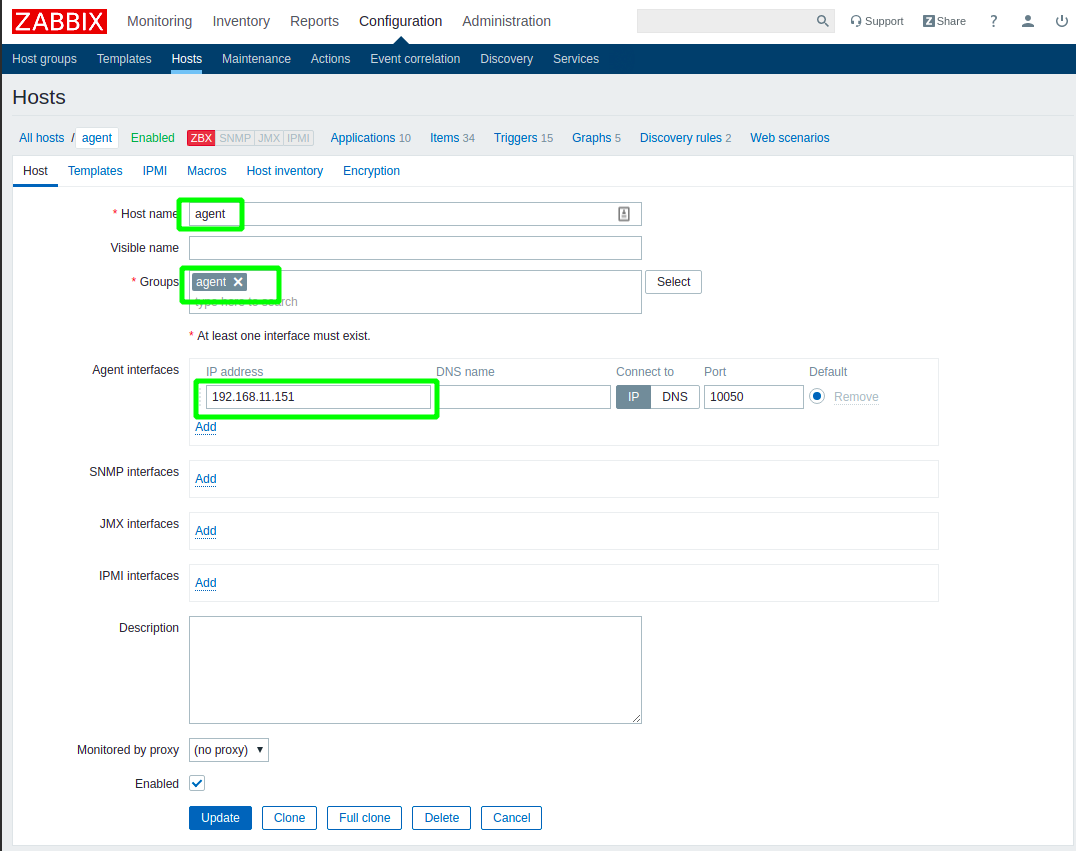 ZABBIX Monitoring Inventory Reports Configuration Administration Support Z Share ?
Host groups Templates Hosts Maintenance Actions Event correlation Discovery Services
Hosts
All hosts / agent Enabled ZBX SNMP JMX IPMI Applications 10 Items 34 Triggers 15 Graphs 5 Discovery rules 2 Web scenarios
Host Templates IPMI Macros Host inventory Encryption
* Host name agent
Visible name
* Groups agent Select
type here to search
* At least one interface must exist.
Agent interfaces IP address DNS name Connect to Port Default
192.168.11.151 IP DNS 10050 Remove
Add
SNMP interfaces Add
JMX interfaces Add
IPMI interfaces Add
Description
Monitored by proxy (no proxy)
Enabled
Update Clone Full clone Delete Cancel